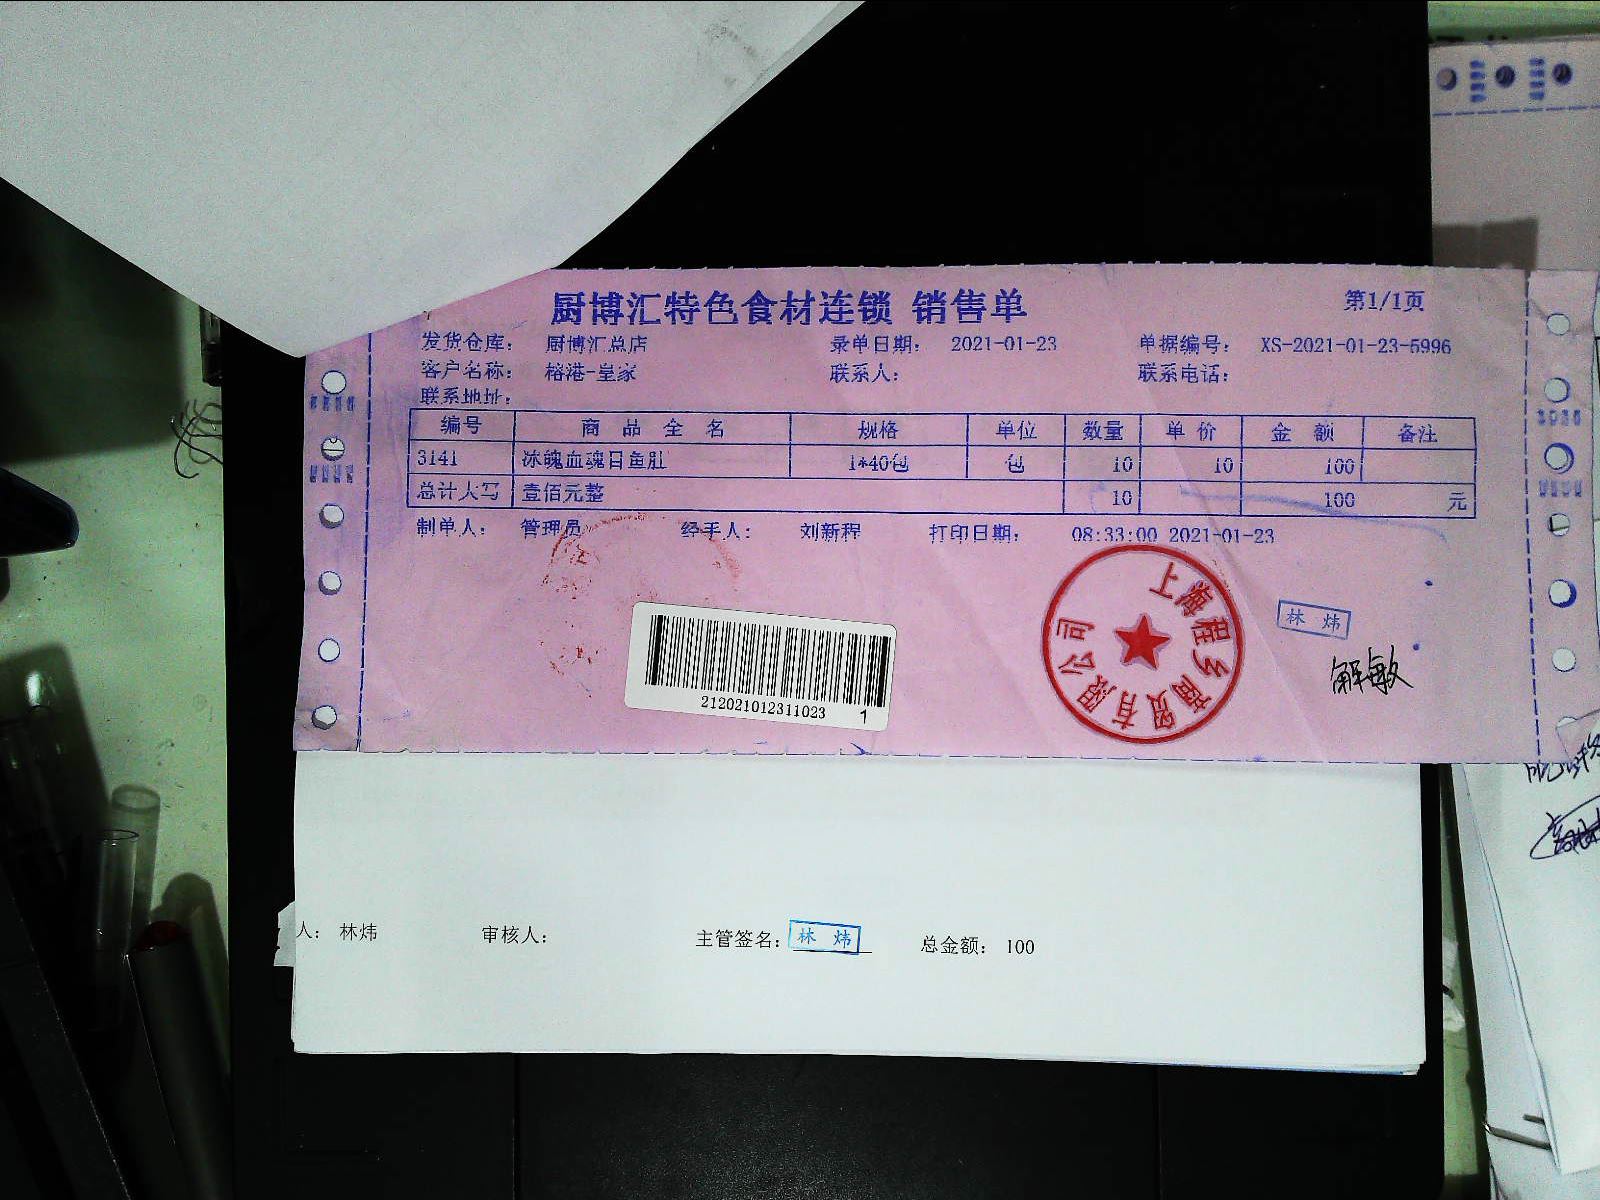 厨博汇特色食材连锁 销售单 第1/1页
发货仓库： 厨博汇总店 录单日期： 2021-01-23 单据编号： XS-2021-01-23-5996
客户名称： 榕港-皇家 联系人： 联系电话：
联系地址：
编号 商品全名 规格 单位 数量 单价 金额 备注
3141 冰魄血魂日鱼肚 1*40包 包 10 10 100
总计大写 壹佰元整 10 100 元
制单人： 管理员 经手人： 刘新程 打印日期： 08:33:00 2021-01-23
上海程乡商贸有限公司
林炜
解敏
212021012311023 1
人： 林炜 审核人： 主管签名： 林炜 总金额： 100